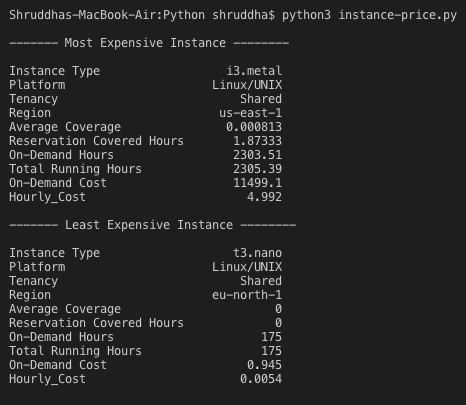 Shruddhas-MacBook-Air:Python shruddha$ python3 instance-price.py
------- Most Expensive Instance --------
Instance Type i3.metal
Platform Linux/UNIX
Tenancy Shared
Region us-east-1
Average Coverage 0.000813
Reservation Covered Hours 1.87333
On-Demand Hours 2303.51
Total Running Hours 2305.39
On-Demand Cost 11499.1
Hourly_Cost 4.992
------- Least Expensive Instance --------
Instance Type t3.nano
Platform Linux/UNIX
Tenancy Shared
Region eu-north-1
Average Coverage 0
Reservation Covered Hours 0
On-Demand Hours 175
Total Running Hours 175
On-Demand Cost 0.945
Hourly_Cost 0.0054